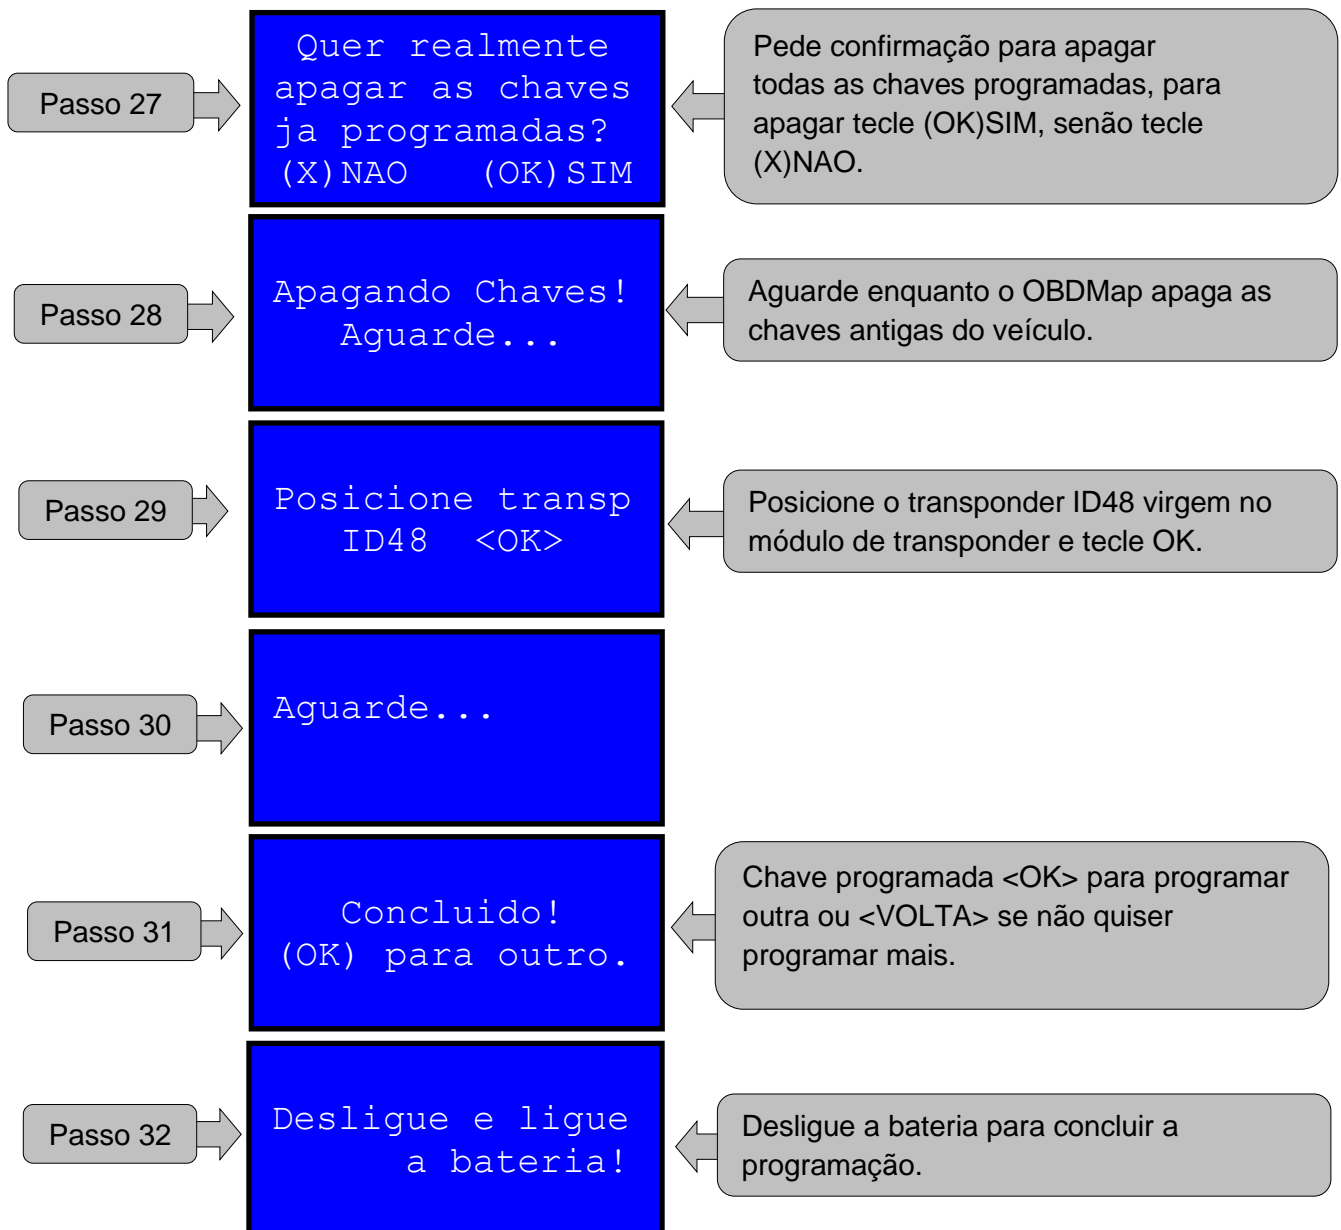 Passo 27
Quer realmente
apagar as chaves
ja programadas?
(X)NAO (OK)SIM
Pede confirmação para apagar
todas as chaves programadas, para
apagar tecle (OK)SIM, senão tecle
(X)NAO.
Passo 28
Apagando Chaves!
Aguarde...
Aguarde enquanto o OBDMap apaga as
chaves antigas do veículo.
Passo 29
Posicione transp
ID48 <OK>
Posicione o transponder ID48 virgem no
módulo de transponder e tecle OK.
Passo 30
Aguarde...
Passo 31
Concluido!
(OK) para outro.
Chave programada <OK> para programar
outra ou <VOLTA> se não quiser
programar mais.
Passo 32
Desligue e ligue
a bateria!
Desligue a bateria para concluir a
programação.